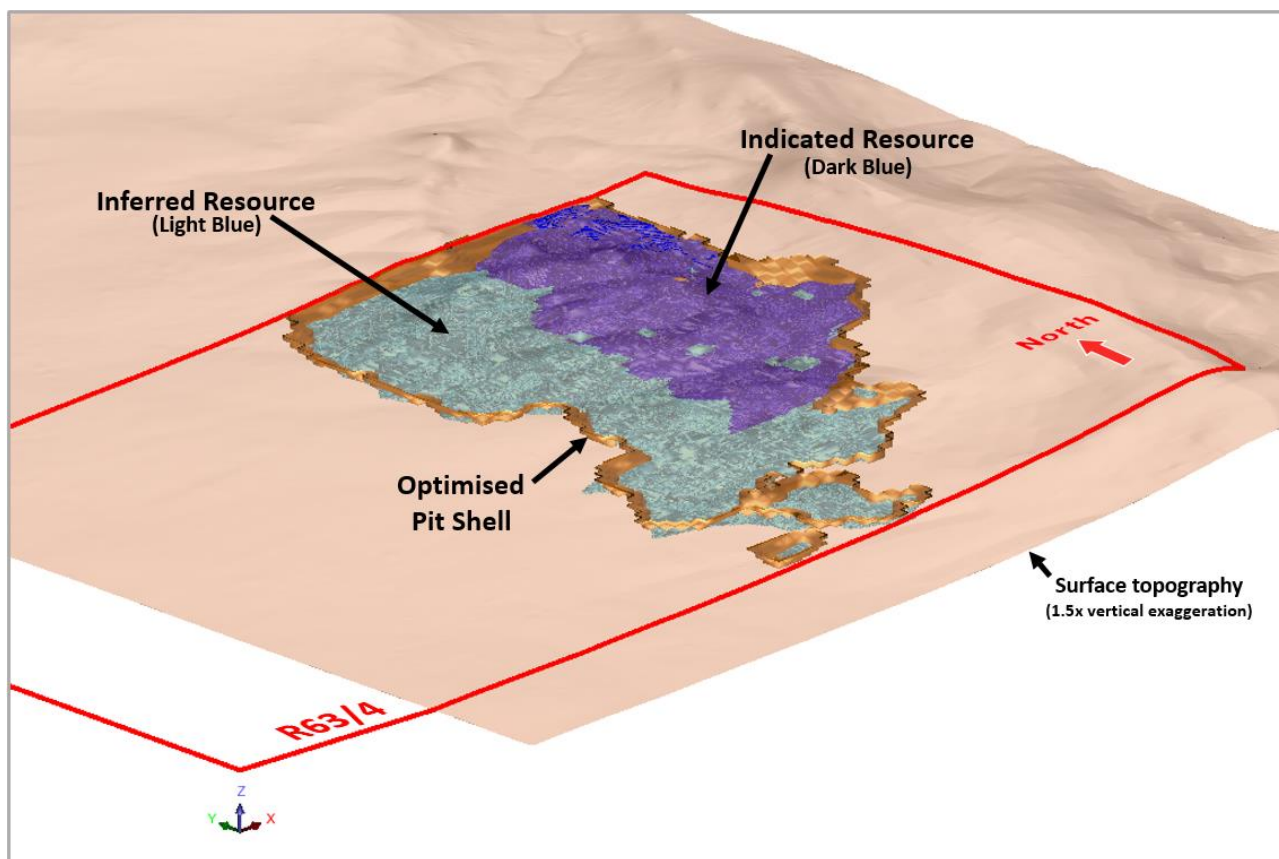 Indicated Resource
(Dark Blue)
Inferred Resource
(Light Blue)
North
Optimised
Pit Shell
Surface topography
(1.5x vertical exaggeration)
R63/4
Z
Y
X